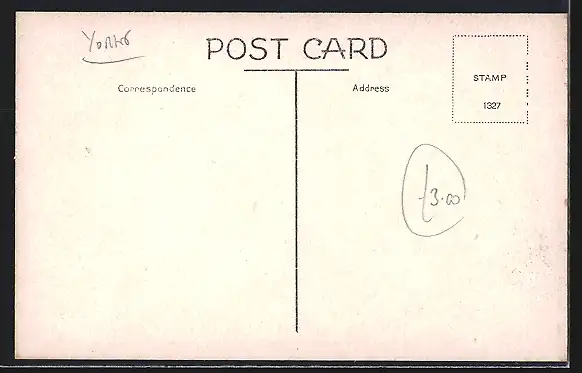 Yorks
POST CARD
Correspondence
Address
STAMP
1327
£3.00